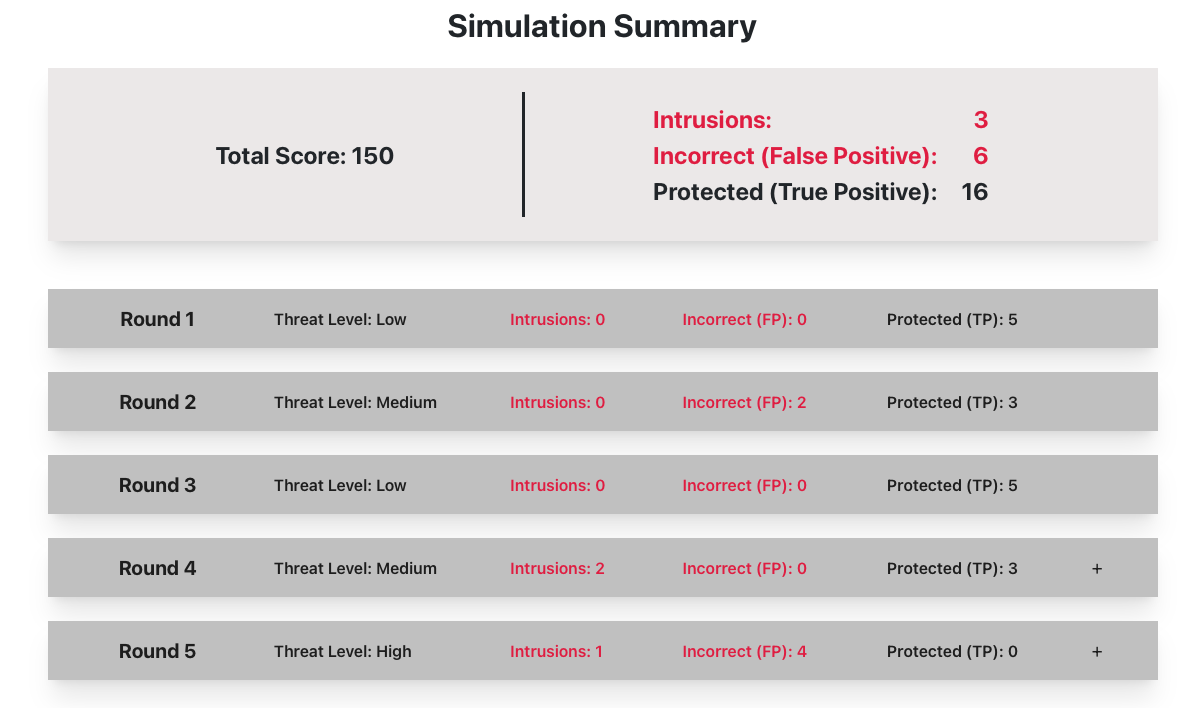 Simulation Summary
Total Score: 150
Intrusions: 3
Incorrect (False Positive): 6
Protected (True Positive): 16
Round 1 Threat Level: Low Intrusions: 0 Incorrect (FP): 0 Protected (TP): 5
Round 2 Threat Level: Medium Intrusions: 0 Incorrect (FP): 2 Protected (TP): 3
Round 3 Threat Level: Low Intrusions: 0 Incorrect (FP): 0 Protected (TP): 5
Round 4 Threat Level: Medium Intrusions: 2 Incorrect (FP): 0 Protected (TP): 3 +
Round 5 Threat Level: High Intrusions: 1 Incorrect (FP): 4 Protected (TP): 0 +